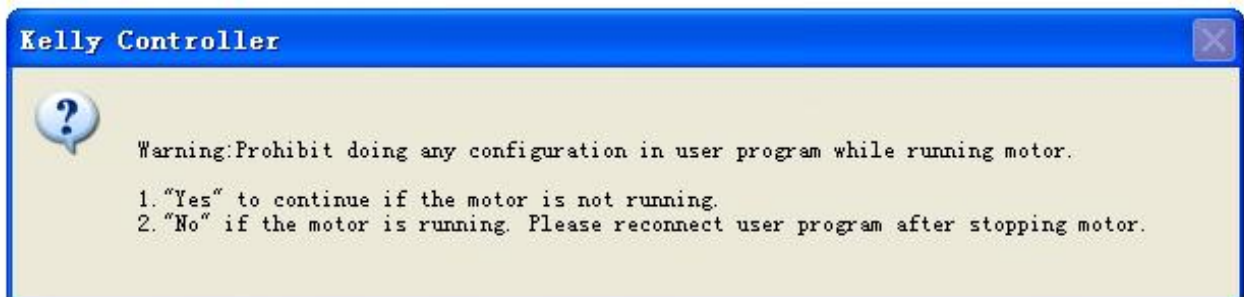 Kelly Controller
?
Warning:Prohibit doing any configuration in user program while running motor.
1."Yes" to continue if the motor is not running.
2."No" if the motor is running. Please reconnect user program after stopping motor.